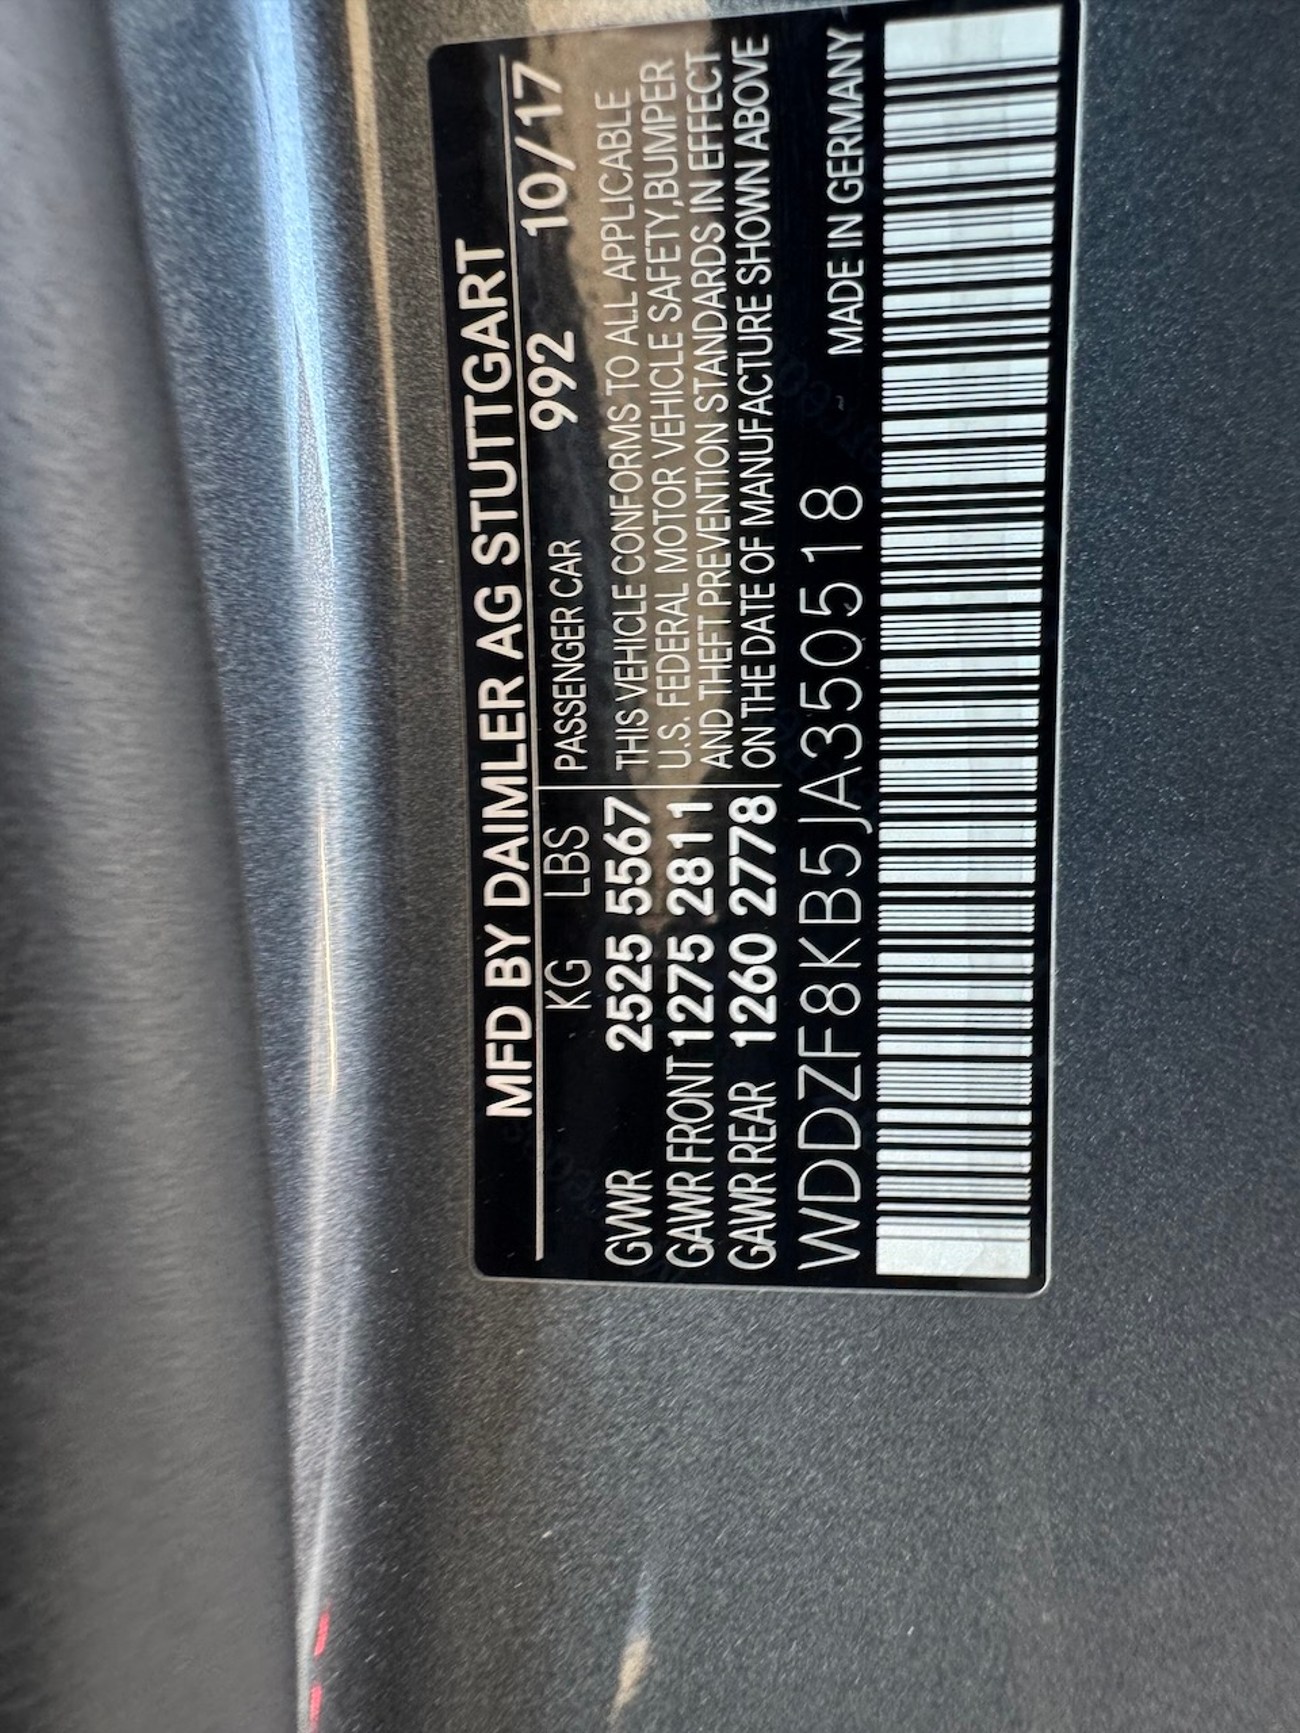 MFD BY DAIMLER AG STUTTGART
KG LBS PASSENGER CAR 992 10/17
GVWR 2525 5567 THIS VEHICLE CONFORMS TO ALL APPLICABLE
GAWR FRONT 1275 2811 U.S. FEDERAL MOTOR VEHICLE SAFETY,BUMPER
AND THEFT PREVENTION STANDARDS IN EFFECT
GAWR REAR 1260 2778 ON THE DATE OF MANUFACTURE SHOWN ABOVE
WDDZF8KB5JA350518 MADE IN GERMANY